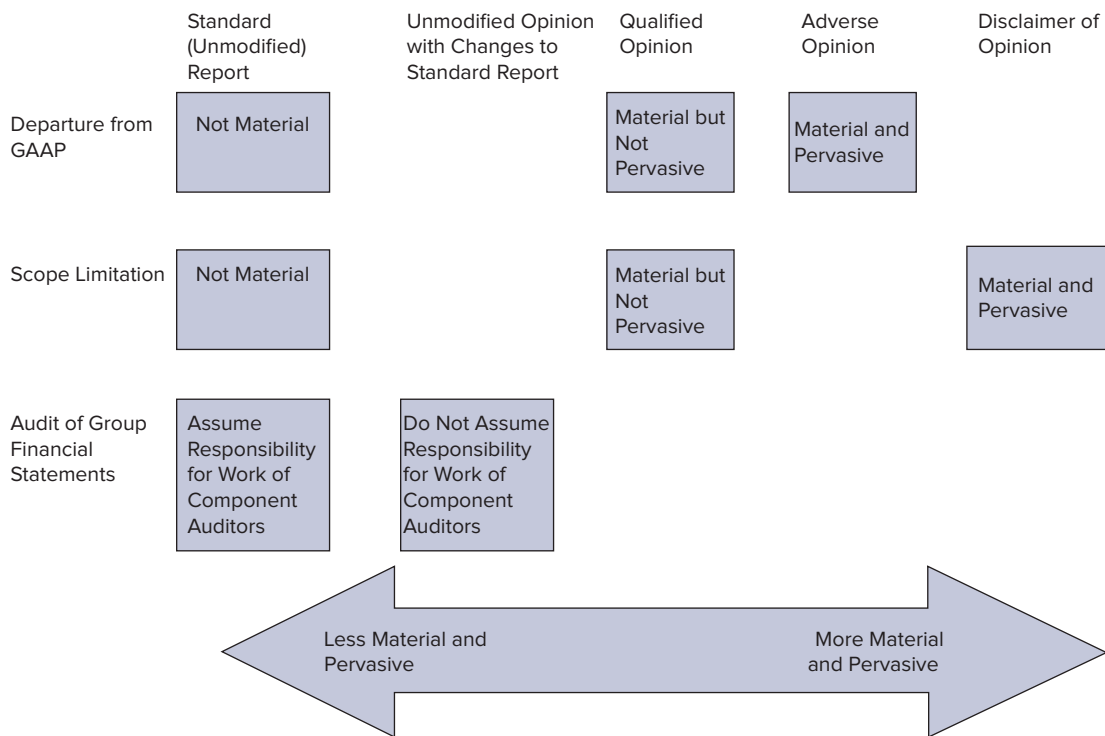 Standard
(Unmodified)
Report
Unmodified Opinion
with Changes to
Standard Report
Qualified
Opinion
Adverse
Opinion
Disclaimer of
Opinion
Departure from
GAAP
Not Material
Material but
Not
Pervasive
Material and
Pervasive
Scope Limitation
Not Material
Material but
Not
Pervasive
Material and
Pervasive
Audit of Group
Financial
Statements
Assume
Responsibility
for Work of
Component
Auditors
Do Not Assume
Responsibility
for Work of
Component
Auditors
Less Material and
Pervasive
More Material
and Pervasive